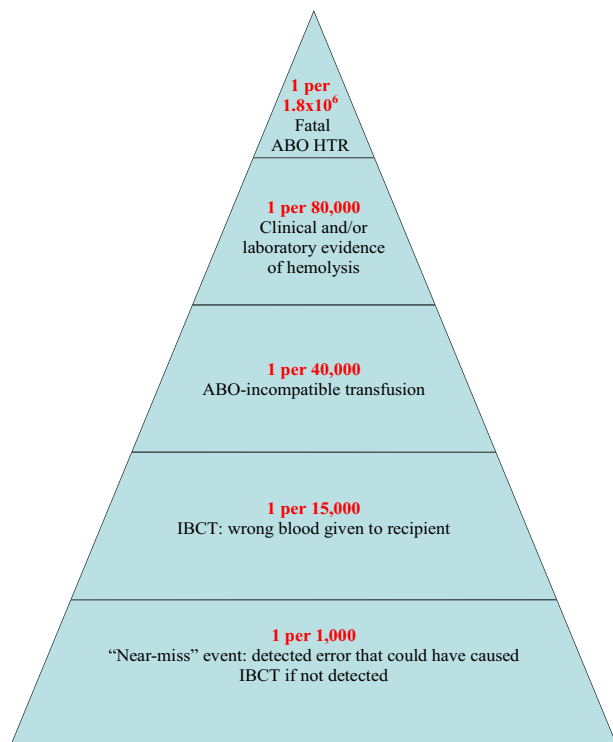 1 per
1.8x10⁶
Fatal
ABO HTR
1 per 80,000
Clinical and/or
laboratory evidence
of hemolysis
1 per 40,000
ABO-incompatible transfusion
1 per 15,000
IBCT: wrong blood given to recipient
1 per 1,000
“Near-miss” event: detected error that could have caused
IBCT if not detected